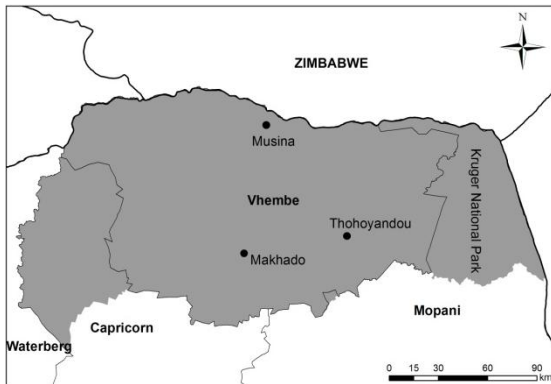 N
ZIMBABWE
Musina
Kruger National Park
Vhembe
Thohoyandou
Makhado
Mopani
Capricorn
Waterberg
0 15 30 60 90
km